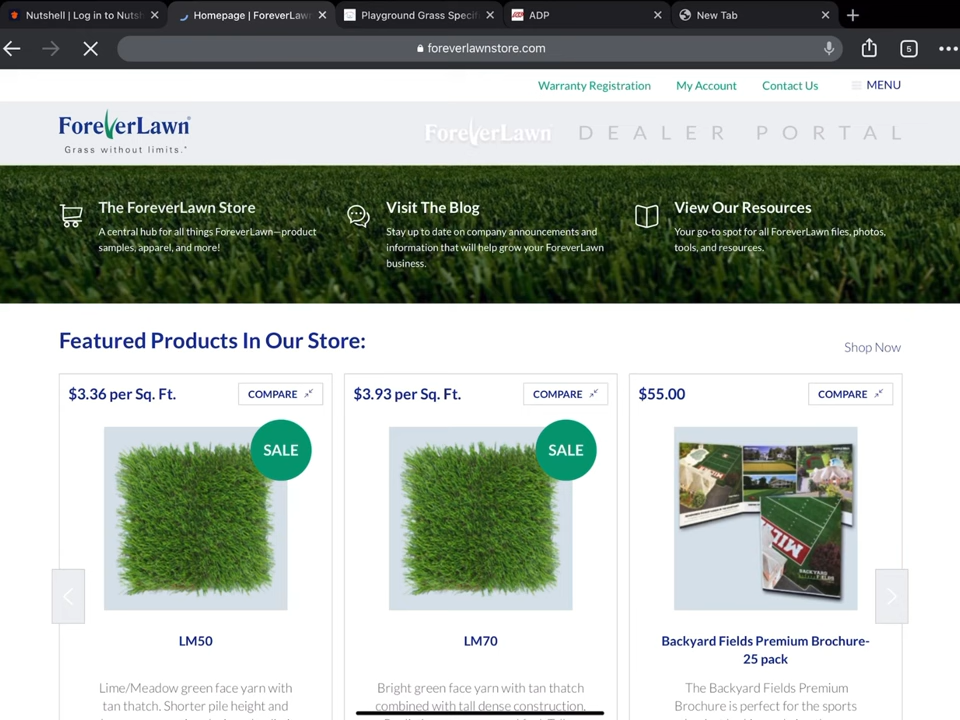 Nutshell | Log in to Nutsh
Homepage | ForeverLawn
Playground Grass Specif
ADP
New Tab
foreverlawnstore.com
5
Warranty Registration
My Account
Contact Us
MENU
ForeverLawn®
Grass without limits.®
ForeverLawn DEALER PORTAL
The ForeverLawn Store
A central hub for all things ForeverLawn—product
samples, apparel, and more!
Visit The Blog
Stay up to date on company announcements and
information that will help grow your ForeverLawn
business.
View Our Resources
Your go-to spot for all ForeverLawn files, photos,
tools, and resources.
Featured Products In Our Store:
Shop Now
$3.36 per Sq. Ft.
COMPARE
SALE
LM50
Lime/Meadow green face yarn with
tan thatch. Shorter pile height and
$3.93 per Sq. Ft.
COMPARE
SALE
LM70
Bright green face yarn with tan thatch
combined with tall dense construction.
$55.00
COMPARE
BACKYARD
FIELDS
Backyard Fields Premium Brochure-
25 pack
The Backyard Fields Premium
Brochure is perfect for the sports